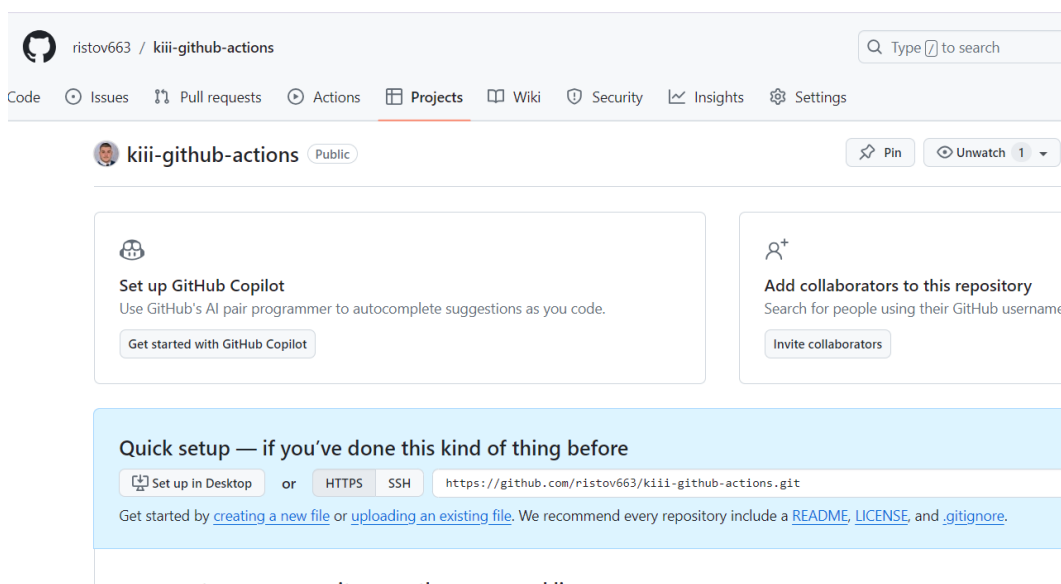 ristov663 / kiii-github-actions
Type / to search
Code Issues Pull requests Actions Projects Wiki Security Insights Settings
kiii-github-actions Public
Pin Unwatch 1
Set up GitHub Copilot
Use GitHub's AI pair programmer to autocomplete suggestions as you code.
Get started with GitHub Copilot
Add collaborators to this repository
Search for people using their GitHub username
Invite collaborators
Quick setup — if you've done this kind of thing before
Set up in Desktop or HTTPS SSH https://github.com/ristov663/kiii-github-actions.git
Get started by creating a new file or uploading an existing file. We recommend every repository include a README, LICENSE, and .gitignore.